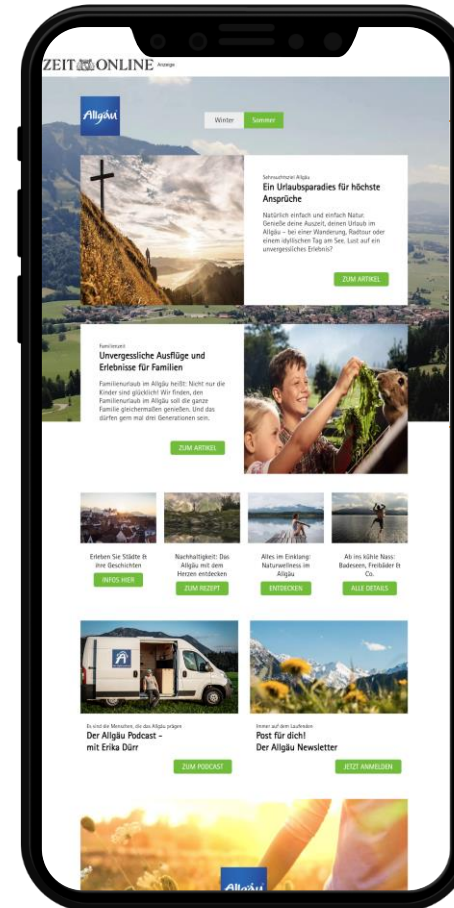 ZEIT ONLINE Anzeige
Allgäu
Winter Sommer
Sehnsuchtsziel Allgäu
Ein Urlaubsparadies für höchste
Ansprüche
Natürlich einfach und einfach Natur.
Genieße deine Auszeit, deinen Urlaub im
Allgäu – bei einer Wanderung, Radtour oder
einem idyllischen Tag am See. Lust auf ein
unvergessliches Erlebnis?
ZUM ARTIKEL
Familienzeit
Unvergessliche Ausflüge und
Erlebnisse für Familien
Familienurlaub im Allgäu heißt: Nicht nur die
Kinder sind glücklich! Wir finden, den
Familienurlaub im Allgäu soll die ganze
Familie gleichermaßen genießen. Und das
dürfen gern mal drei Generationen sein.
ZUM ARTIKEL
Erleben Sie Städte &
ihre Geschichten
INFOS HIER
Nachhaltigkeit: Das
Allgäu mit dem
Herzen entdecken
ZUM REZEPT
Alles im Einklang:
Naturwellness im
Allgäu
ENTDECKEN
Ab ins kühle Nass:
Badeseen, Freibäder &
Co.
ALLE DETAILS
Es sind die Menschen, die das Allgäu prägen
Der Allgäu Podcast –
mit Erika Dürr
ZUM PODCAST
Immer auf dem Laufenden
Post für dich!
Der Allgäu Newsletter
JETZT ANMELDEN
Allgäu